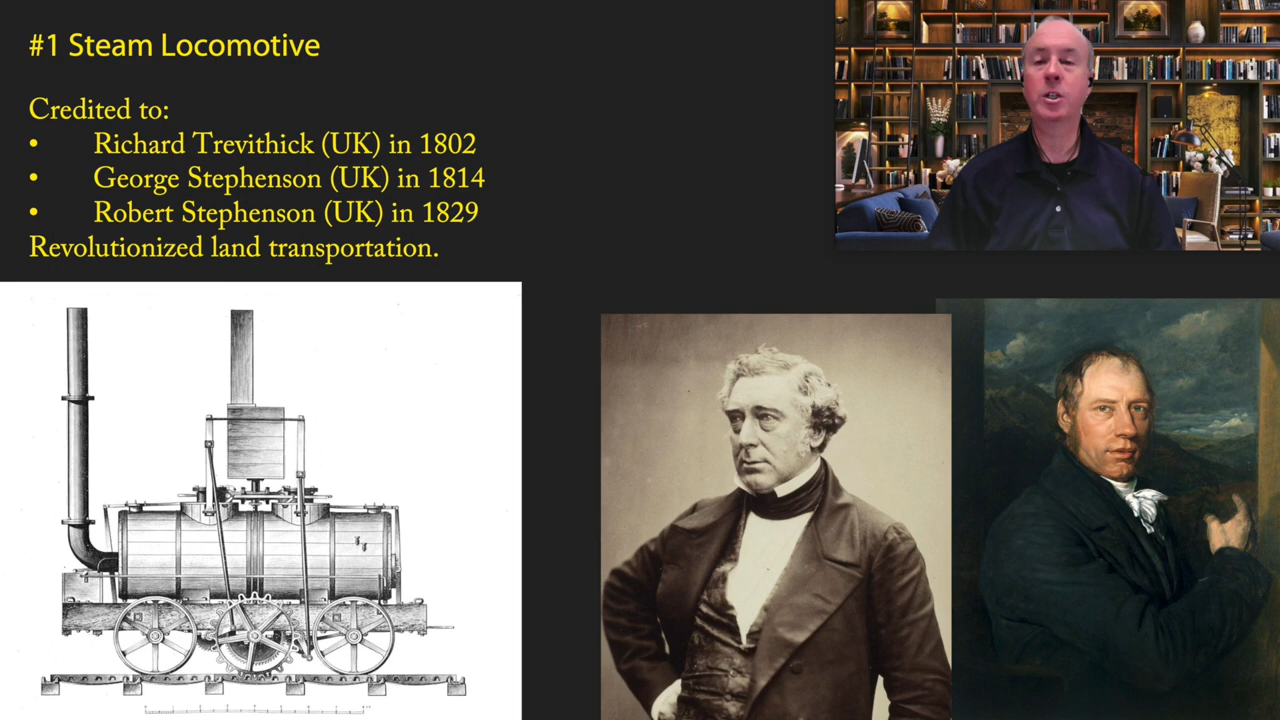 #1 Steam Locomotive
Credited to:
• Richard Trevithick (UK) in 1802
• George Stephenson (UK) in 1814
• Robert Stephenson (UK) in 1829
Revolutionized land transportation.